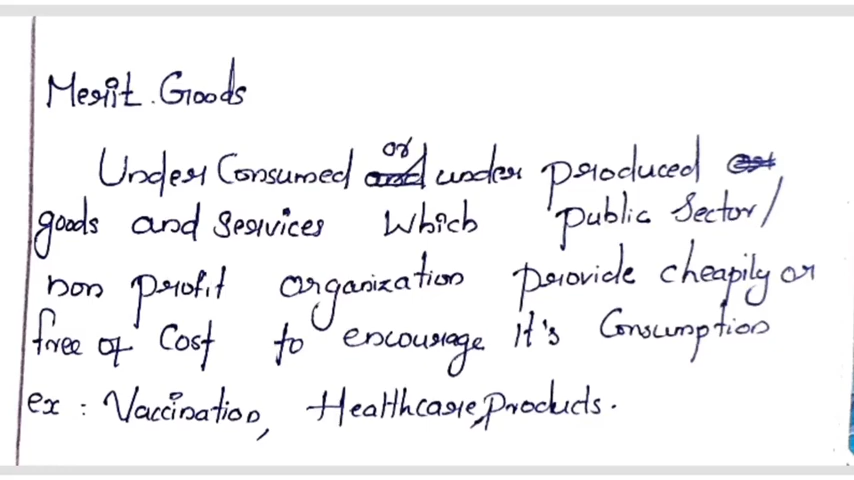 Merit Goods
Under Consumed or under produced
goods and services which public sector/
non profit organization provide cheapily or
free of cost to encourage it's consumption
ex : Vaccination, Healthcare, products.